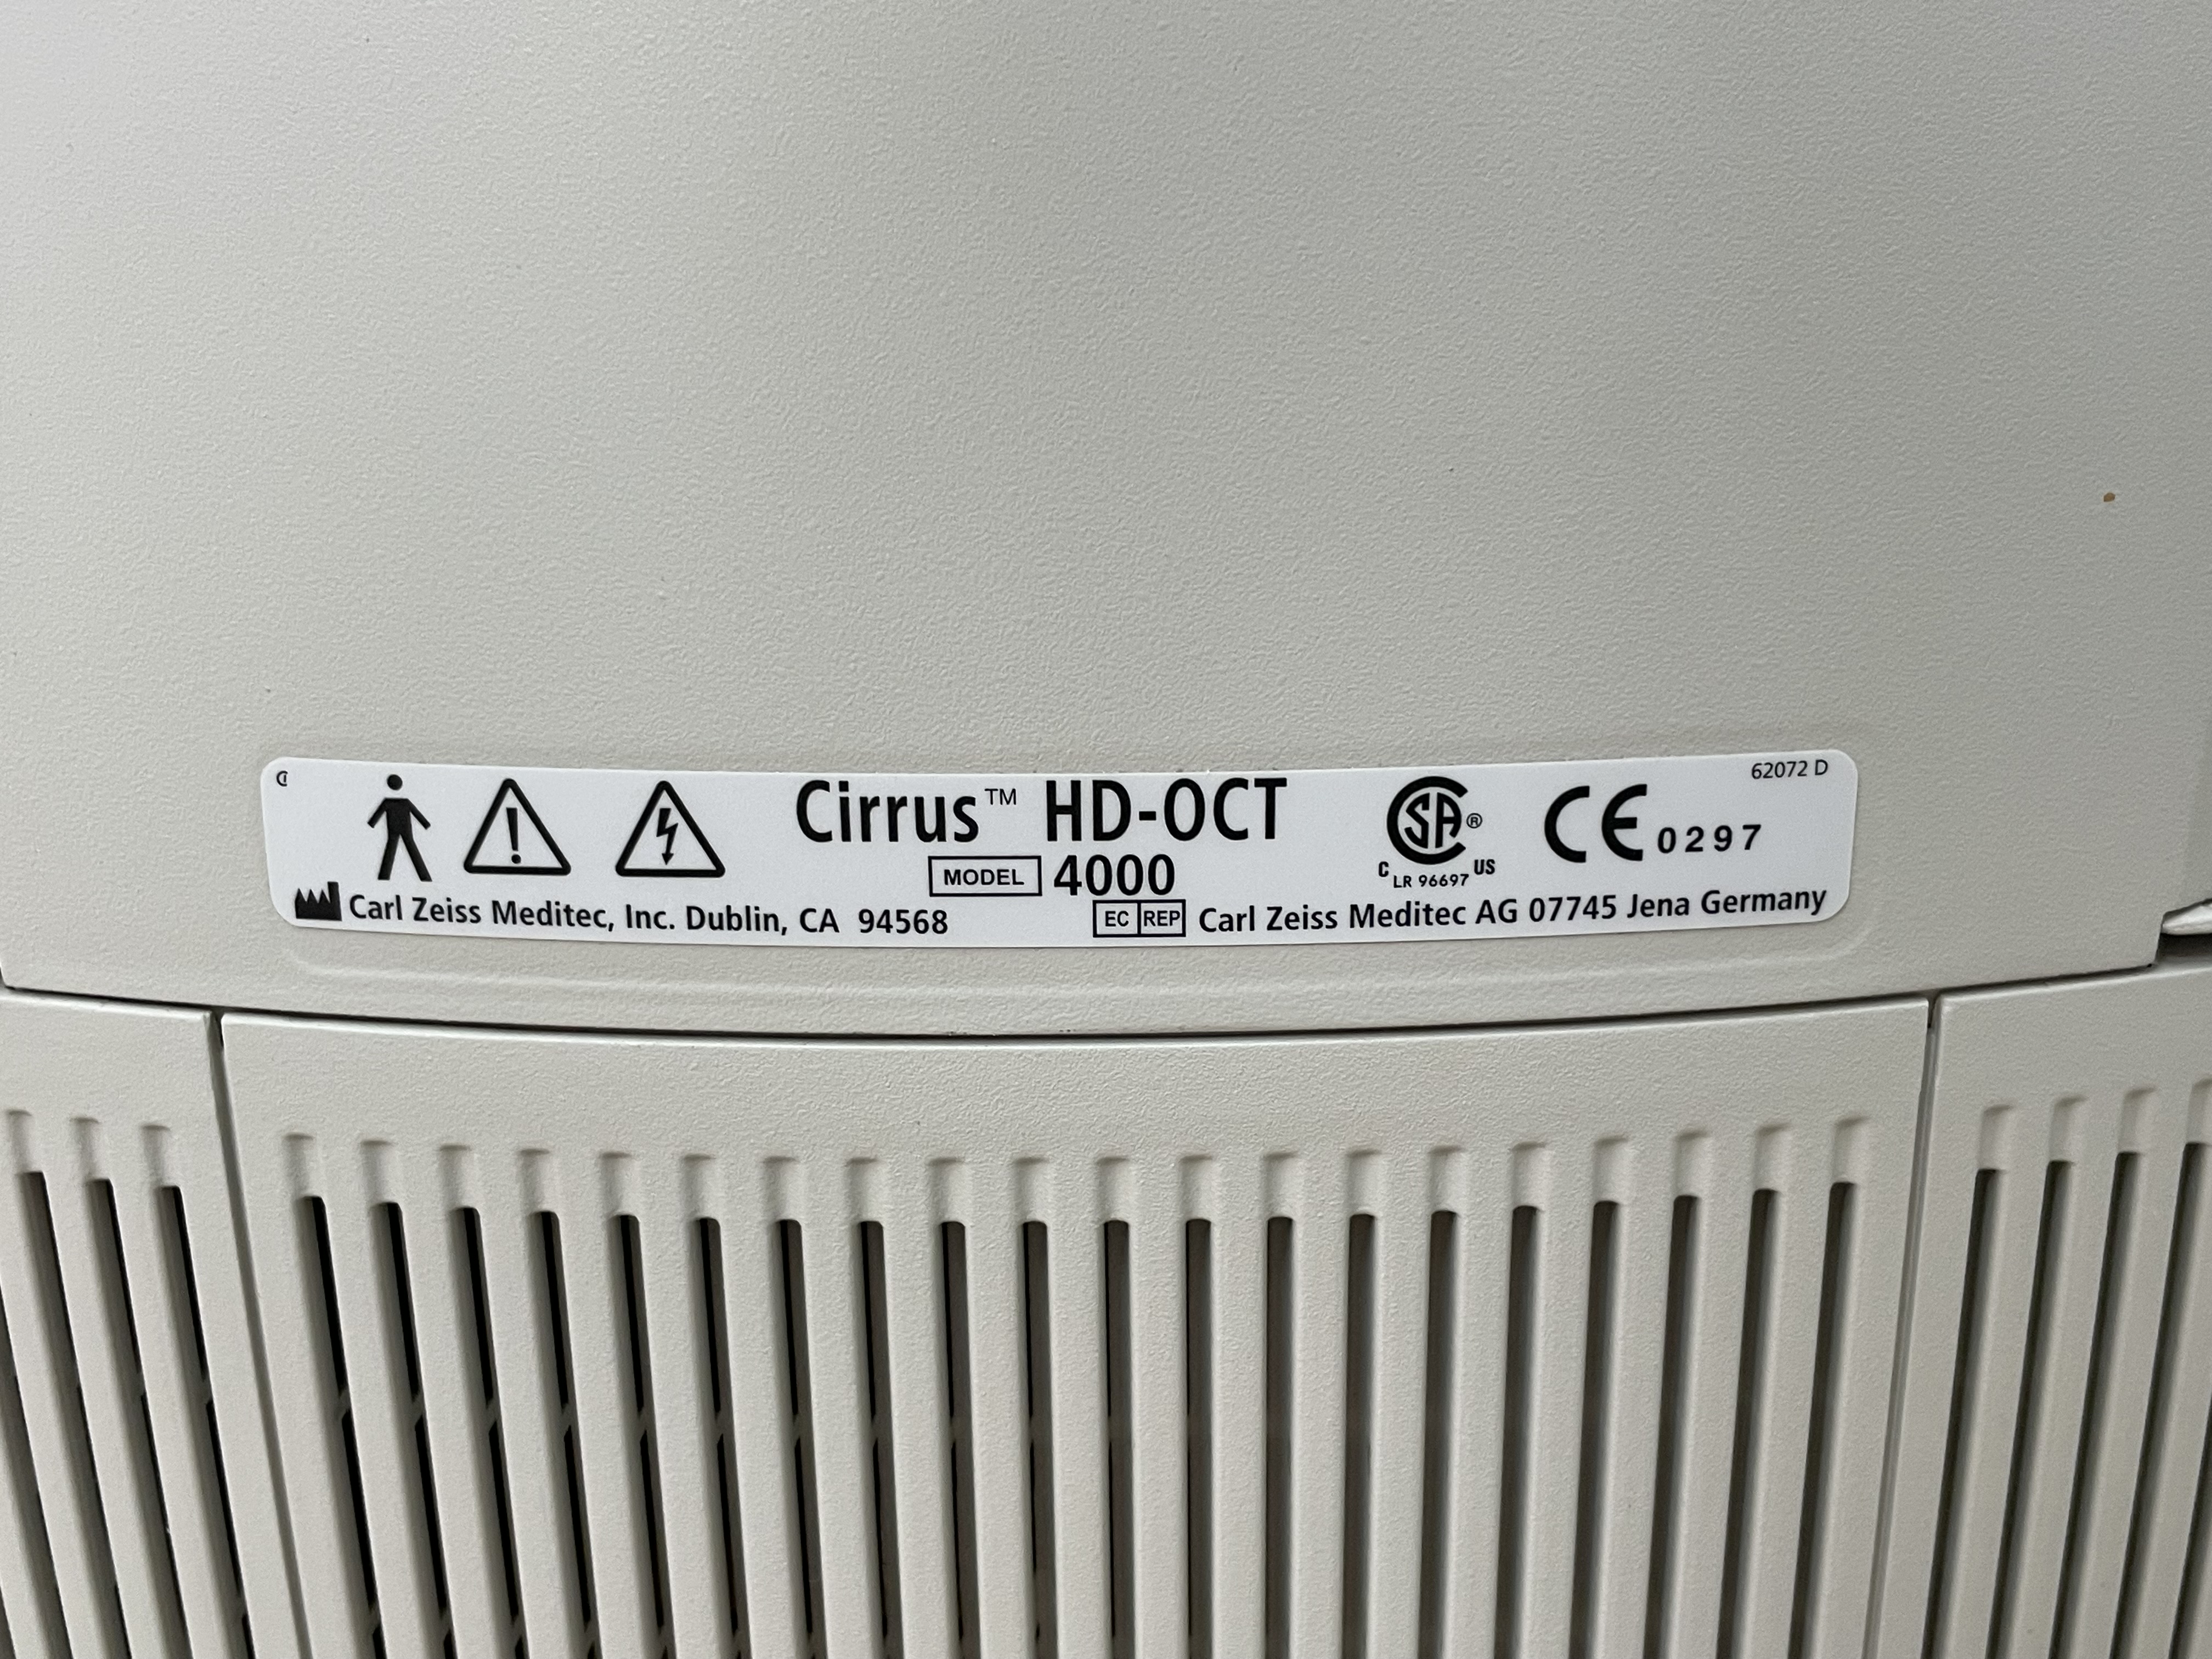 62072 D
Cirrus™ HD-OCT
MODEL 4000
CSA® C US
LR 96697
CE 0297
Carl Zeiss Meditec, Inc. Dublin, CA 94568
EC REP Carl Zeiss Meditec AG 07745 Jena Germany